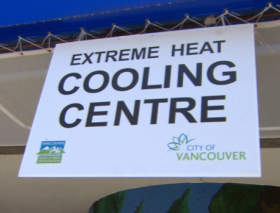 EXTREME HEAT
COOLING
CENTRE
CITY OF
VANCOUVER